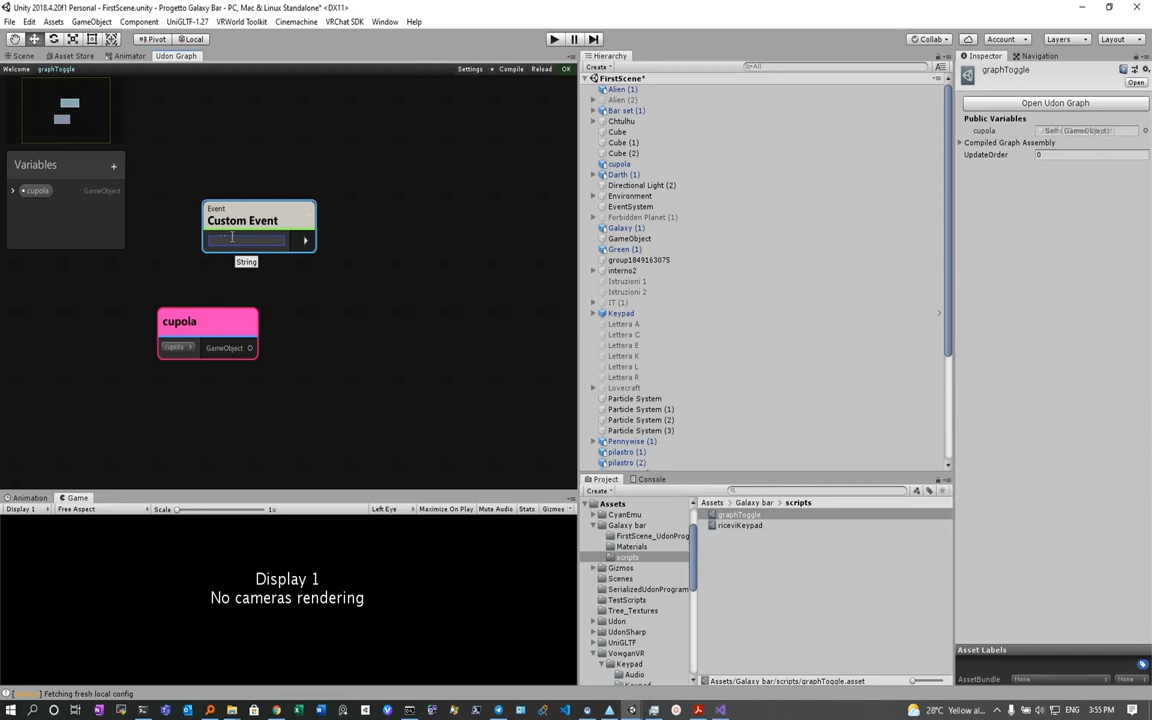 Unity 2018.4.20f1 Personal - FirstScene.unity - Progetto Galaxy Bar - PC, Mac & Linux Standalone* <DX11>
File Edit Assets GameObject Component UniGLTF-1.27 VRWorld Toolkit Cinemachine VRChat SDK Window Help
Pivot Local Collab Account Layers Layout
Scene Asset Store Animator Udon Graph
Welcome graphToggle Settings Compile Reload OK
Variables +
cupola GameObject
Event
Custom Event
String
cupola
cupola GameObject
Animation Game
Display 1 Free Aspect Scale 1x Left Eye Maximize On Play Mute Audio Stats Gizmos
Display 1
No cameras rendering
Fetching fresh local config
Hierarchy
Create All
FirstScene*
Alien (1)
Alien (2)
Bar set (1)
Chtulhu
Cube
Cube (1)
Cube (2)
cupola
Darth (1)
Directional Light (2)
Environment
EventSystem
Forbidden Planet (1)
Galaxy (1)
GameObject
Green (1)
group1849163075
interno2
Istruzioni 1
Istruzioni 2
IT (1)
Keypad
Lettera A
Lettera C
Lettera E
Lettera K
Lettera L
Lettera R
Lovecraft
Particle System
Particle System (1)
Particle System (2)
Particle System (3)
Pennywise (1)
pilastro (1)
pilastro (2)
Project Console
Create
Assets
CyanEmu
Galaxy bar
FirstScene_UdonProg
Materials
scripts
Gizmos
Scenes
SerializedUdonProgram
TestScripts
Tree_Textures
Udon
UdonSharp
UniGLTF
VowganVR
Keypad
Audio
Assets Galaxy bar scripts
graphToggle
riceviKeypad
Assets/Galaxy bar/scripts/graphToggle.asset
Inspector Navigation
graphToggle
Open
Open Udon Graph
Public Variables
cupola Self (GameObject)
Compiled Graph Assembly
UpdateOrder 0
Asset Labels
AssetBundle None None
28°C Yellow al... ENG 3:55 PM